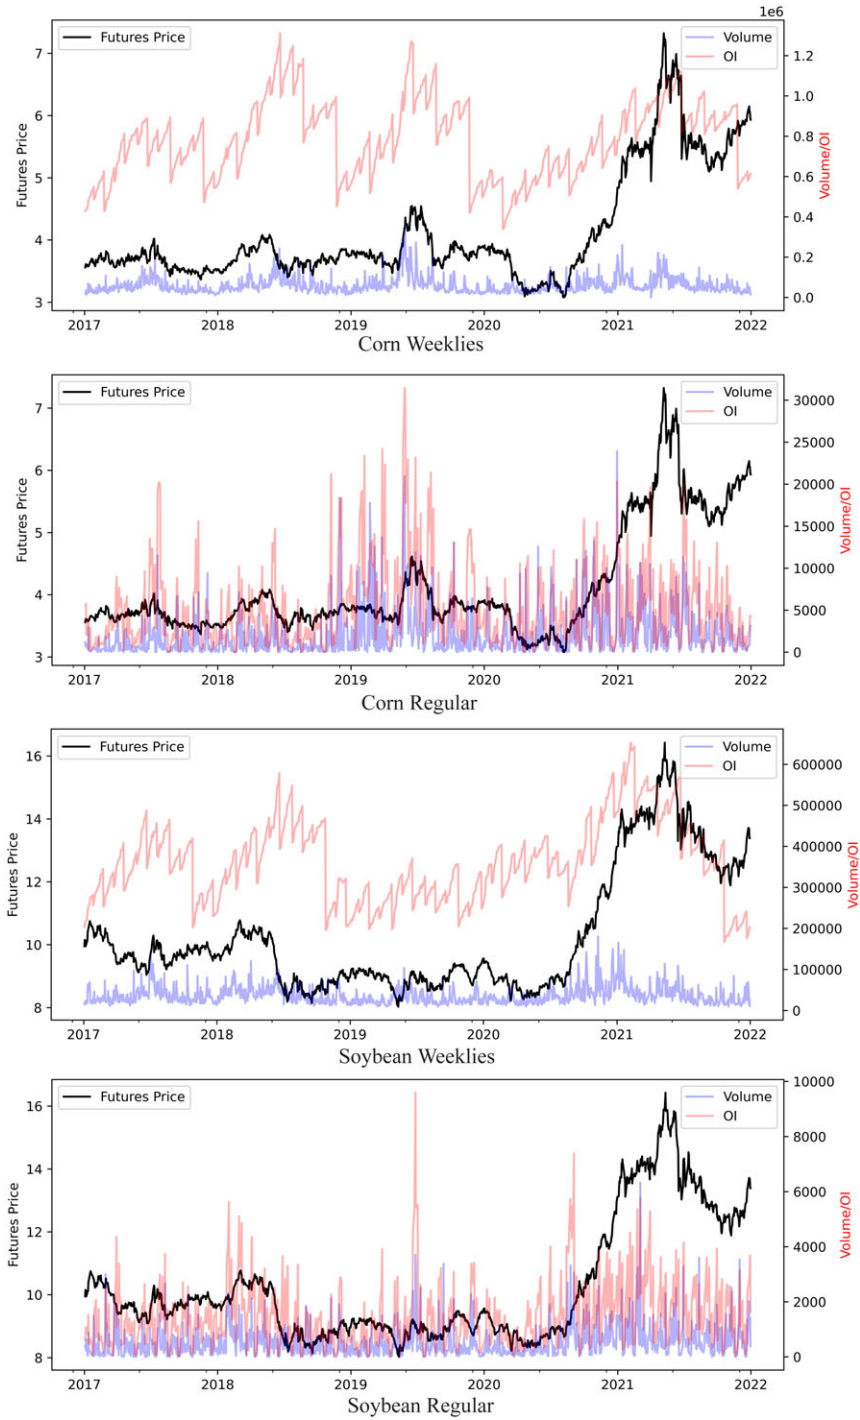 1e6
Futures Price
Volume
OI
7
6
5
4
3
Futures Price
1.2
1.0
0.8
0.6
0.4
0.2
0.0
Volume/OI
2017 2018 2019 2020 2021 2022
Corn Weeklies
Futures Price
Volume
OI
7
6
5
4
3
Futures Price
30000
25000
20000
15000
10000
5000
0
Volume/OI
2017 2018 2019 2020 2021 2022
Corn Regular
Futures Price
Volume
OI
16
14
12
10
8
Futures Price
600000
500000
400000
300000
200000
100000
0
Volume/OI
2017 2018 2019 2020 2021 2022
Soybean Weeklies
Futures Price
Volume
OI
16
14
12
10
8
Futures Price
10000
8000
6000
4000
2000
0
Volume/OI
2017 2018 2019 2020 2021 2022
Soybean Regular